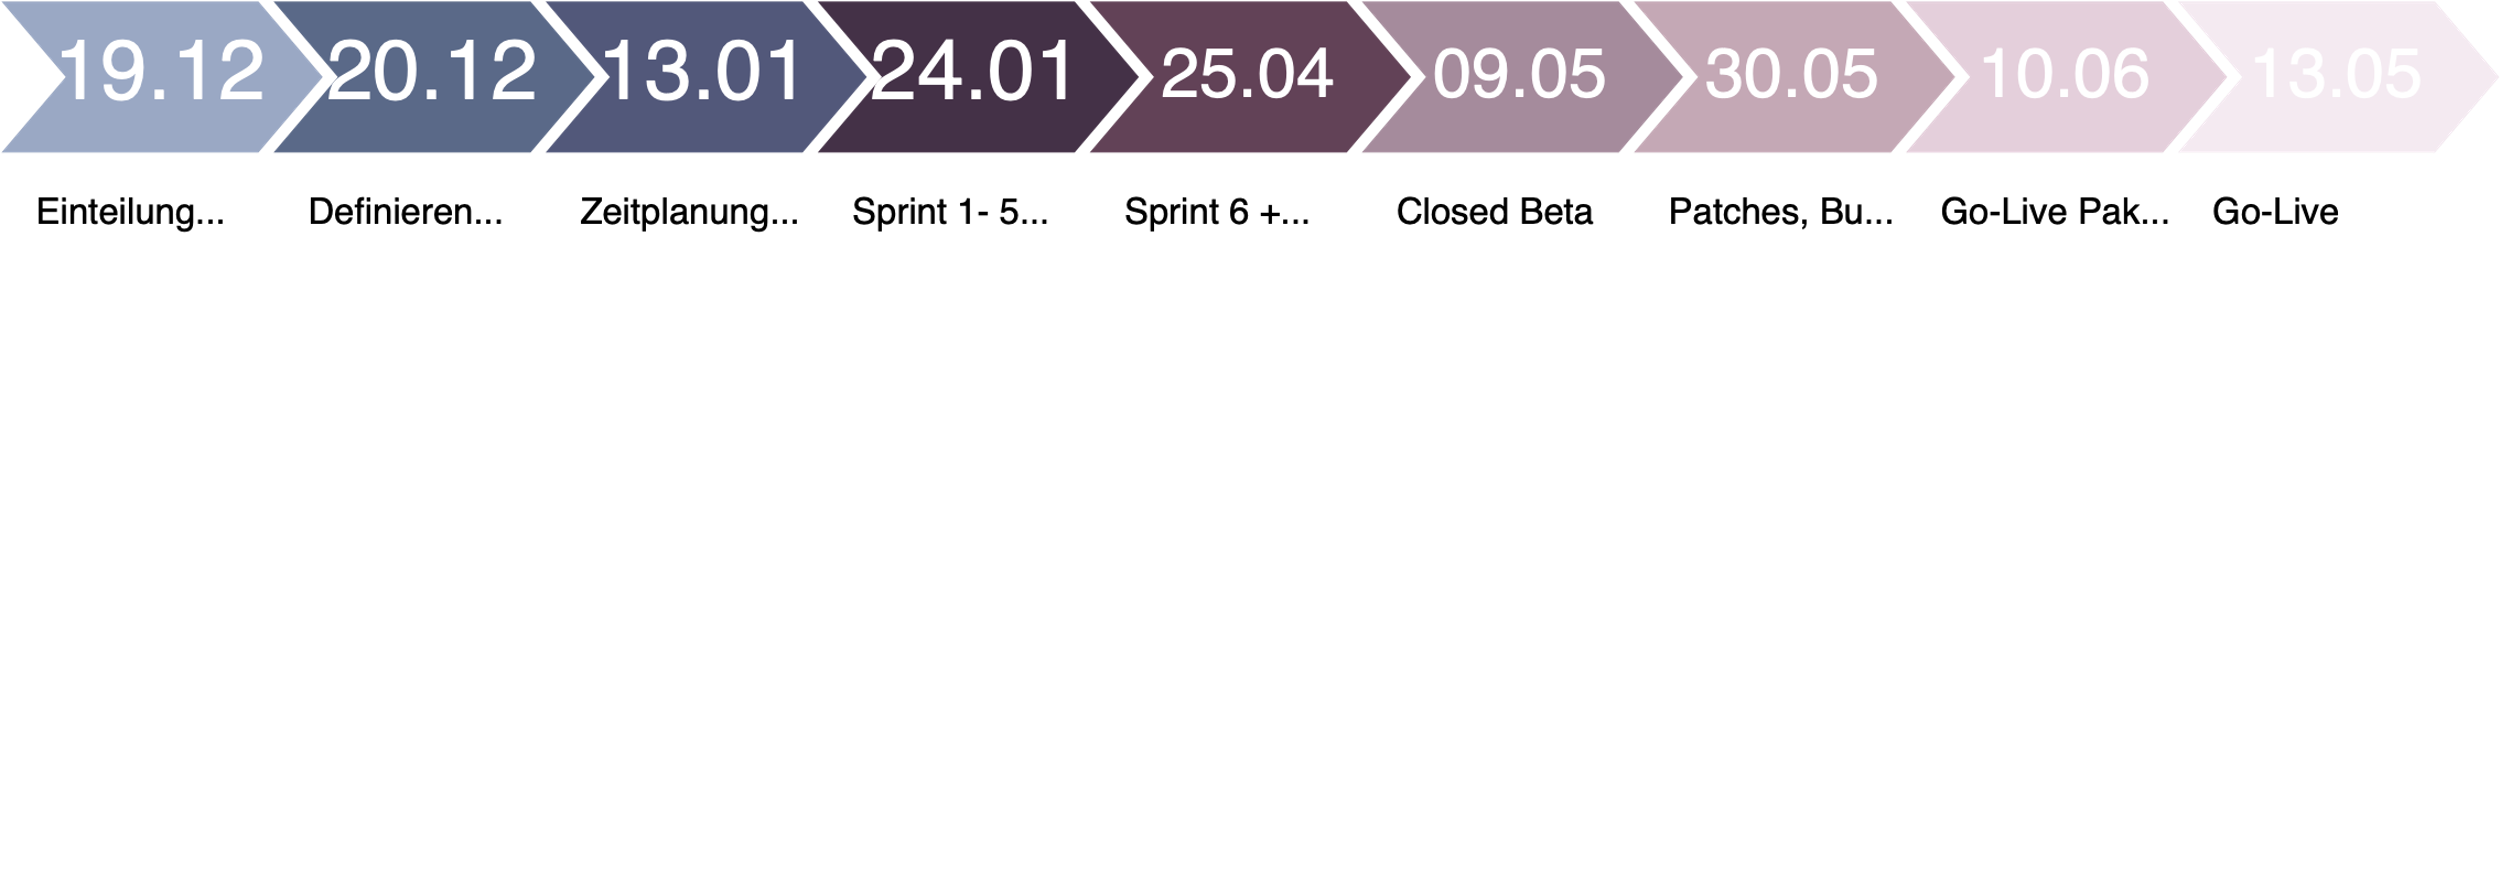 19.12 20.12 13.01 24.01 25.04 09.05 30.05 10.06 13.05
Einteilung... Definieren... Zeitplanung... Sprint 1- 5... Sprint 6 +... Closed Beta Patches, Bu... Go-Live Pak... Go-Live